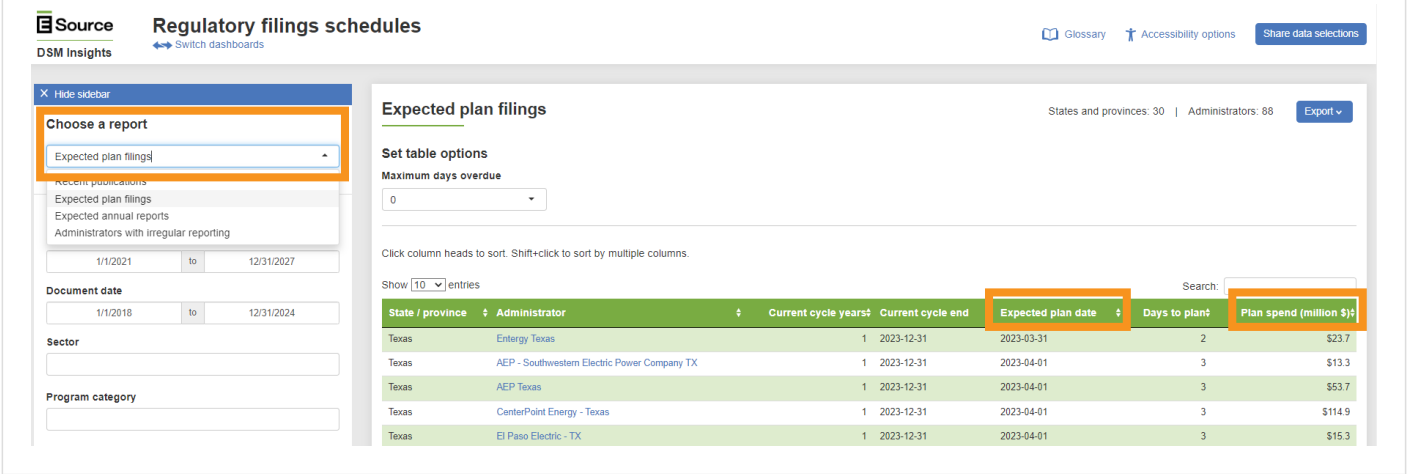 E Source
DSM Insights
Regulatory filings schedules
Switch dashboards
Glossary
Accessibility options
Share data selections
X Hide sidebar
Choose a report
Expected plan filings
Recent publications
Expected plan filings
Expected annual reports
Administrators with irregular reporting
1/1/2021 to 12/31/2027
Document date
1/1/2018 to 12/31/2024
Sector
Program category
Expected plan filings
States and provinces: 30 | Administrators: 88
Export
Set table options
Maximum days overdue
0
Click column heads to sort. Shift+click to sort by multiple columns.
Show 10 entries
Search:
State / province Administrator Current cycle years Current cycle end Expected plan date Days to plan Plan spend (million $)
Texas Entergy Texas 1 2023-12-31 2023-03-31 2 $23.7
Texas AEP - Southwestern Electric Power Company TX 1 2023-12-31 2023-04-01 3 $13.3
Texas AEP Texas 1 2023-12-31 2023-04-01 3 $53.7
Texas CenterPoint Energy - Texas 1 2023-12-31 2023-04-01 3 $114.9
Texas El Paso Electric - TX 1 2023-12-31 2023-04-01 3 $15.3